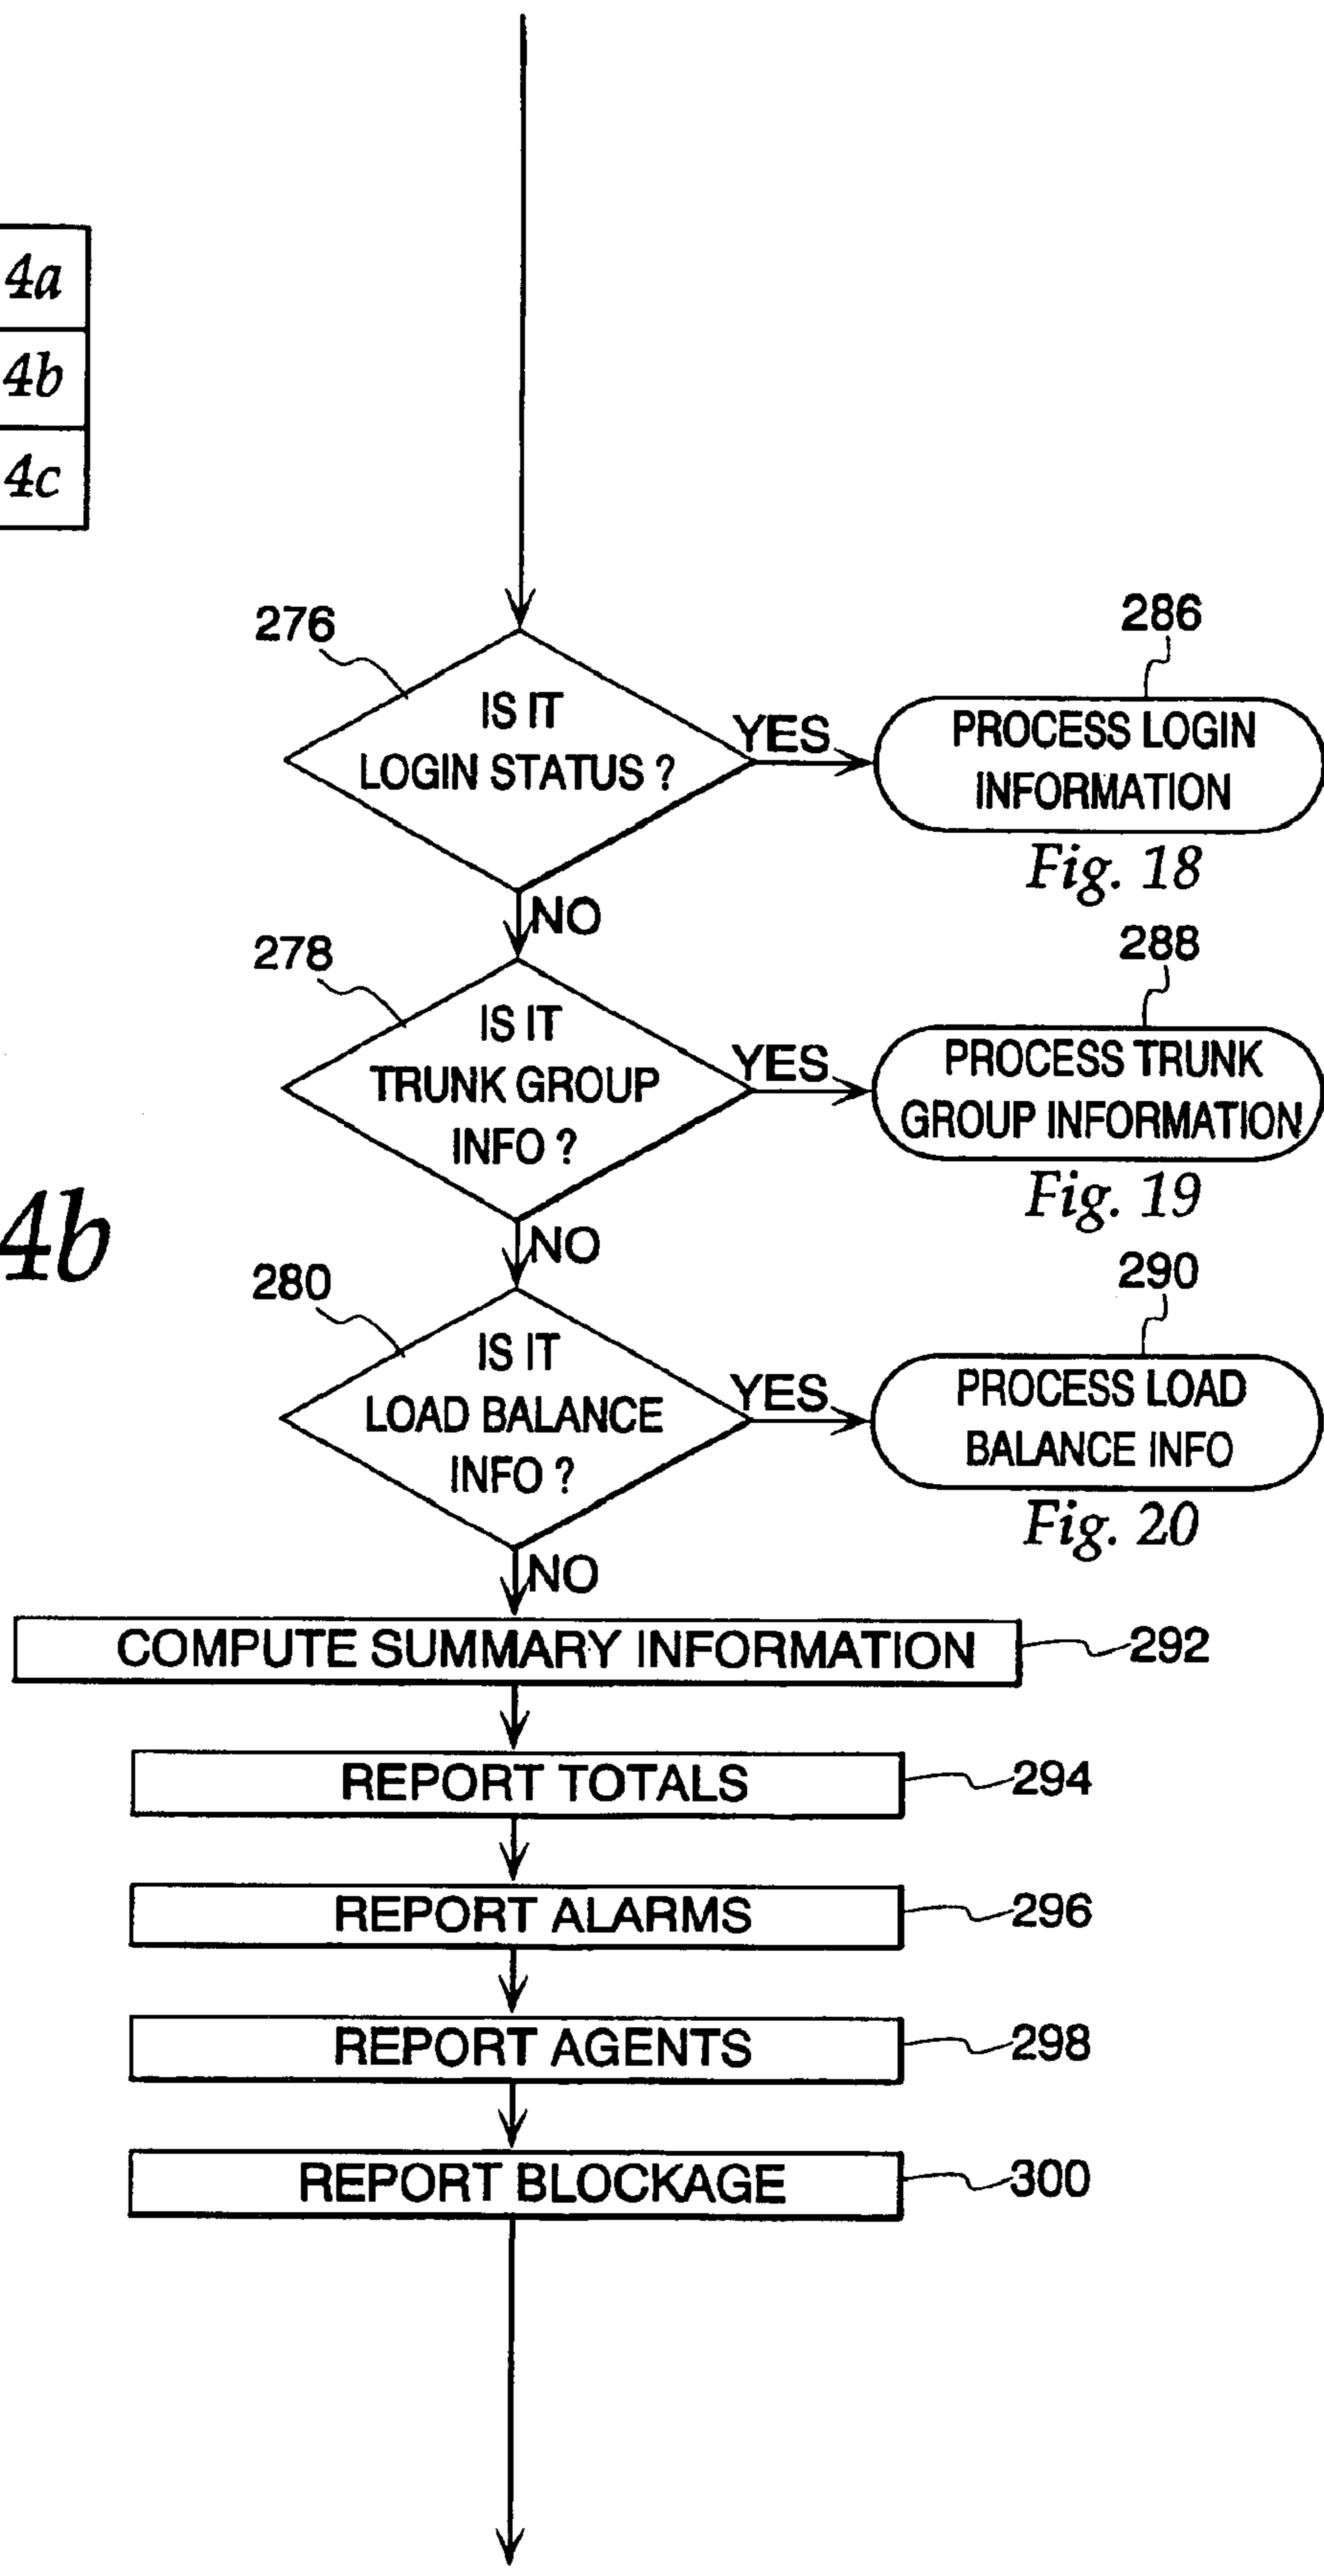 4a
4b
4c
276
286
IS IT
LOGIN STATUS ?
YES
PROCESS LOGIN
INFORMATION
Fig. 18
NO
278
288
IS IT
TRUNK GROUP
INFO ?
YES
PROCESS TRUNK
GROUP INFORMATION
Fig. 19
4b
NO
280
290
IS IT
LOAD BALANCE
INFO ?
YES
PROCESS LOAD
BALANCE INFO
Fig. 20
NO
COMPUTE SUMMARY INFORMATION
292
REPORT TOTALS
294
REPORT ALARMS
296
REPORT AGENTS
298
REPORT BLOCKAGE
300